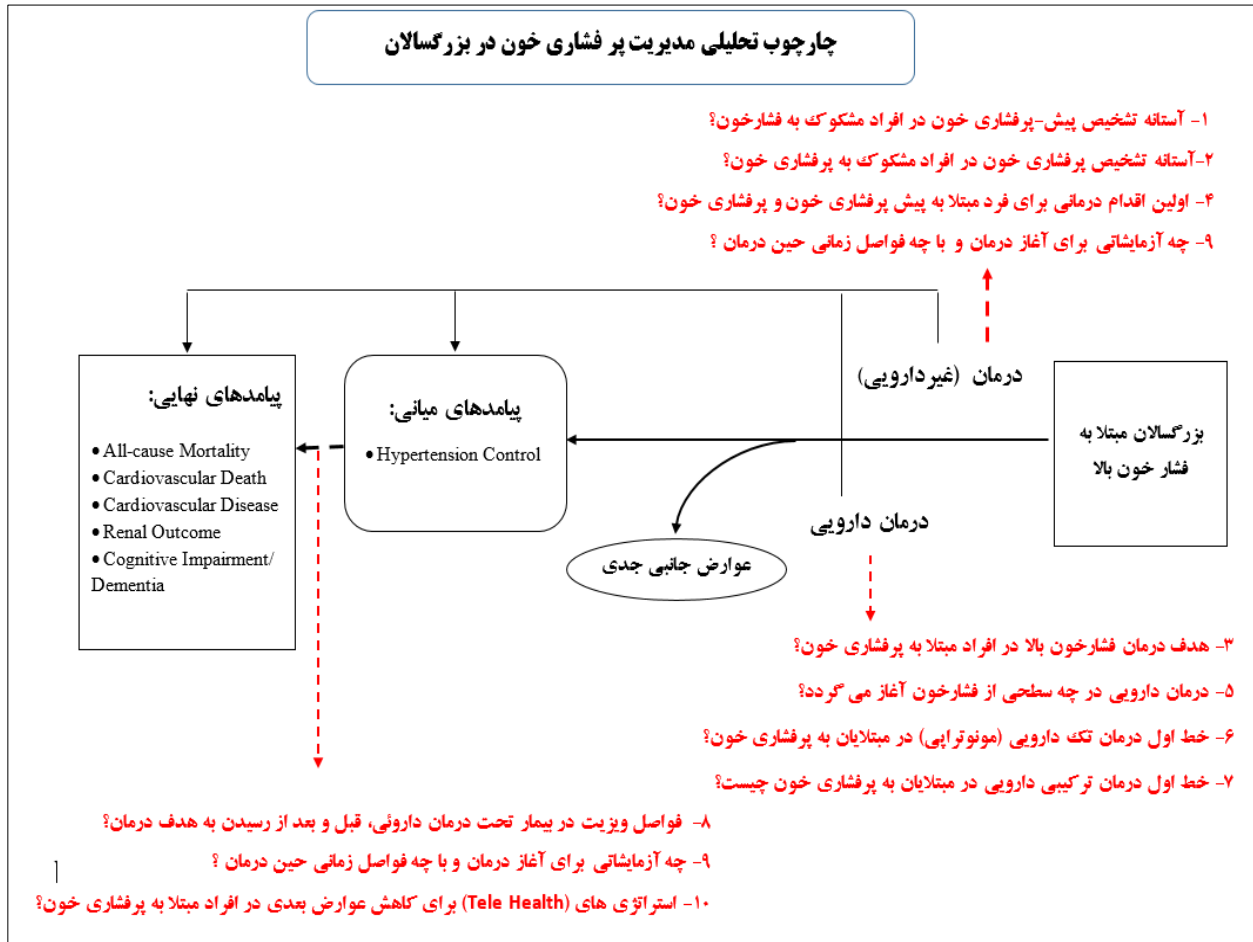 چارچوب تحلیلی مدیریت پر فشاری خون در بزرگسالان
۱- آستانه تشخیص پیش-پرفشاری خون در افراد مشکوک به فشارخون؟
۲-آستانه تشخیص پرفشاری خون در افراد مشکوک به پرفشاری خون؟
۴- اولین اقدام درمانی برای فرد مبتلا به پیش پرفشاری خون و پرفشاری خون؟
۹- چه آزمایشاتی برای آغاز درمان و با چه فواصل زمانی حین درمان ؟
درمان (غیردارویی)
بزرگسالان مبتلا به
فشار خون بالا
پیامدهای میانی:
• Hypertension Control
پیامدهای نهایی:
• All-cause Mortality
• Cardiovascular Death
• Cardiovascular Disease
• Renal Outcome
• Cognitive Impairment/
Dementia
درمان دارویی
عوارض جانبی جدی
۳- هدف درمان فشارخون بالا در افراد مبتلا به پرفشاری خون؟
۵- درمان دارویی در چه سطحی از فشارخون آغاز می گردد؟
۶- خط اول درمان تک دارویی (مونوتراپی) در مبتلایان به پرفشاری خون؟
۷- خط اول درمان ترکیبی دارویی در مبتلایان به پرفشاری خون چیست؟
۸- فواصل ویزیت در بیمار تحت درمان داروئی، قبل و بعد از رسیدن به هدف درمان؟
۹- چه آزمایشاتی برای آغاز درمان و با چه فواصل زمانی حین درمان ؟
۱۰- استراتژی های (Tele Health) برای کاهش عوارض بعدی در افراد مبتلا به پرفشاری خون؟